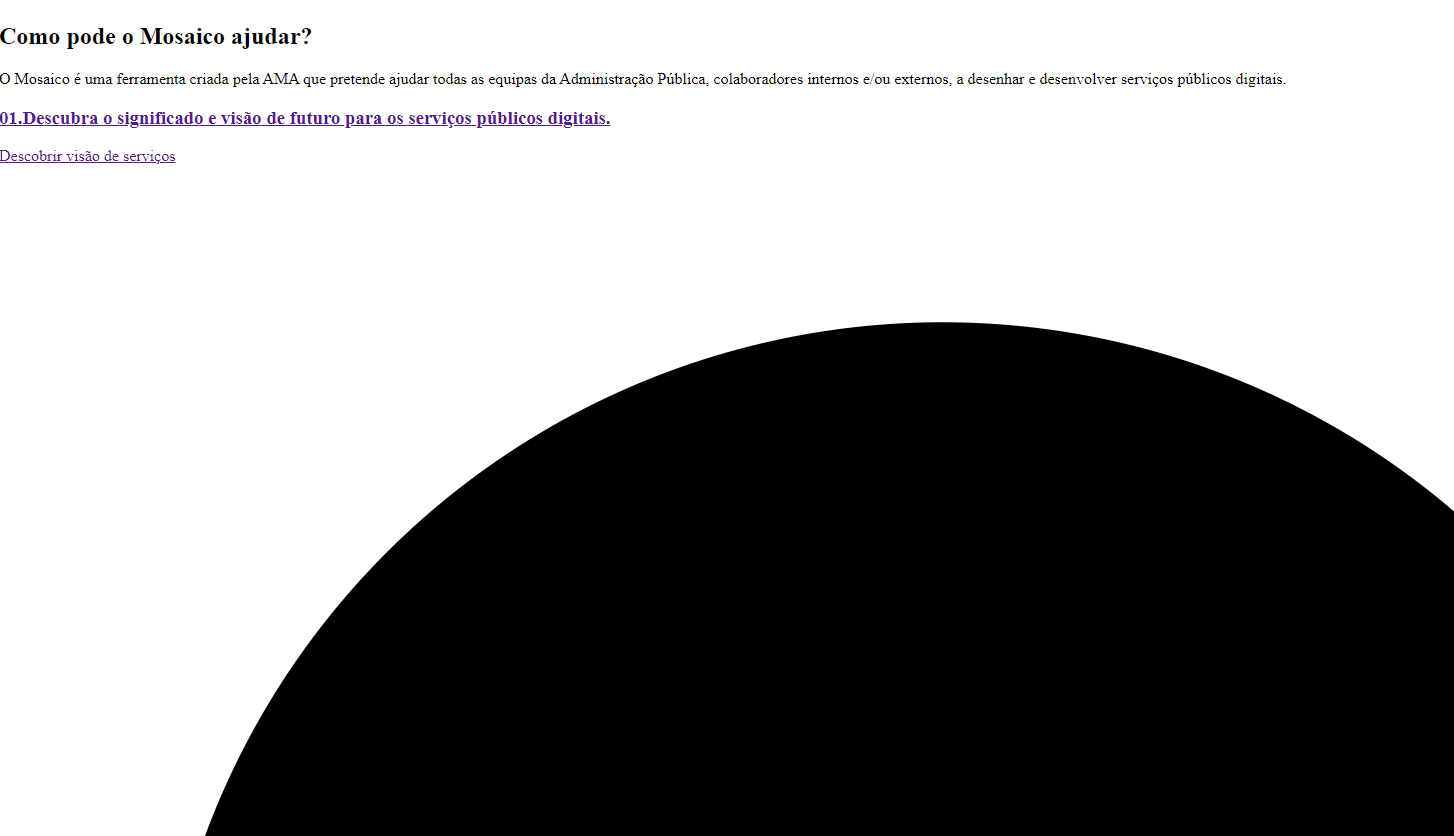 Como pode o Mosaico ajudar?
O Mosaico é uma ferramenta criada pela AMA que pretende ajudar todas as equipas da Administração Pública, colaboradores internos e/ou externos, a desenhar e desenvolver serviços públicos digitais.
01.Descubra o significado e visão de futuro para os serviços públicos digitais.
Descobrir visão de serviços